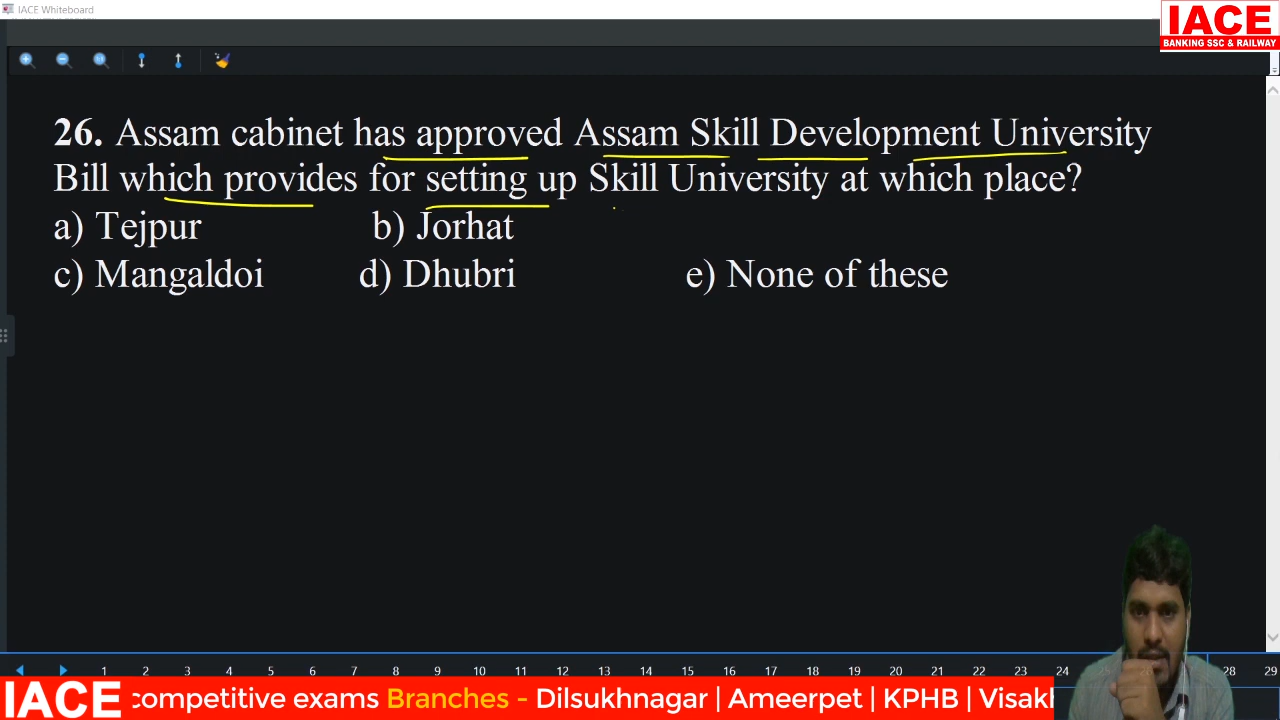 IACE Whiteboard
IACE
BANKING SSC & RAILWAY
26. Assam cabinet has approved Assam Skill Development University
Bill which provides for setting up Skill University at which place?
a) Tejpur b) Jorhat
c) Mangaldoi d) Dhubri e) None of these
1 2 3 4 5 6 7 8 9 10 11 12 13 14 15 16 17 18 19 20 21 22 23 24 28 29
IACE competitive exams Branches - Dilsukhnagar | Ameerpet | KPHB |